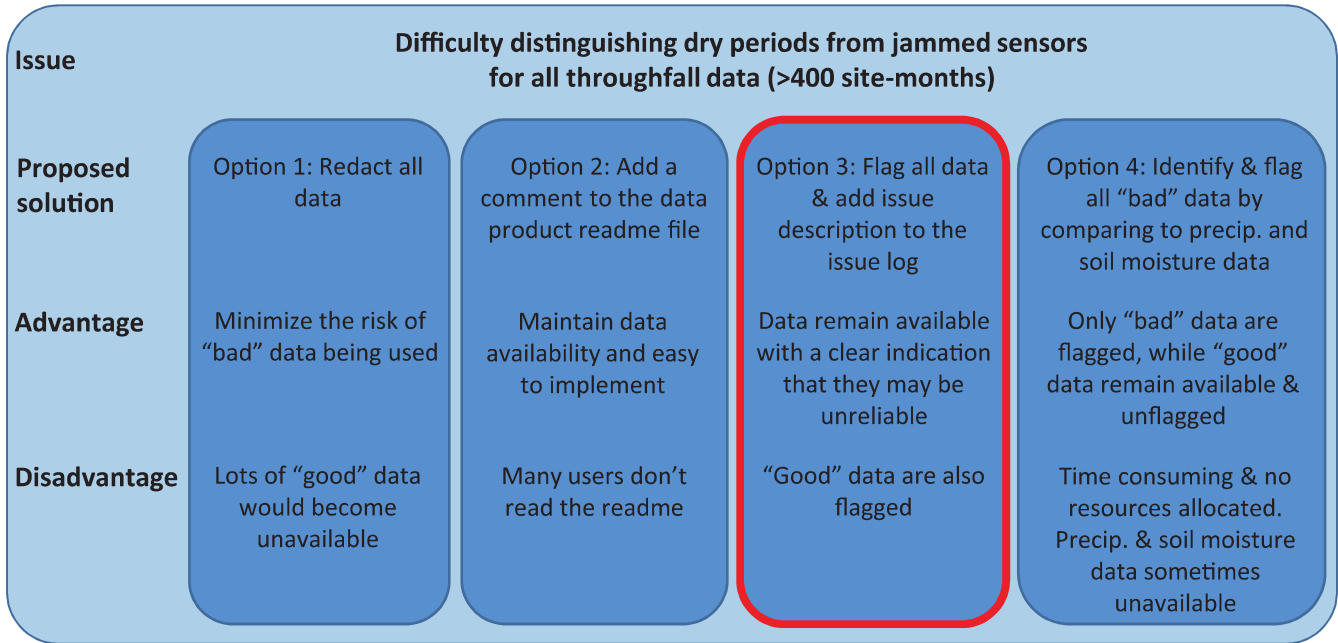 Issue
Difficulty distinguishing dry periods from jammed sensors
for all throughfall data (>400 site-months)
Proposed
solution
Option 1: Redact all
data
Option 2: Add a
comment to the data
product readme file
Option 3: Flag all data
& add issue
description to the
issue log
Option 4: Identify & flag
all “bad” data by
comparing to precip. and
soil moisture data
Advantage
Minimize the risk of
“bad” data being used
Maintain data
availability and easy
to implement
Data remain available
with a clear indication
that they may be
unreliable
Only “bad” data are
flagged, while “good”
data remain available &
unflagged
Disadvantage
Lots of “good” data
would become
unavailable
Many users don’t
read the readme
“Good” data are also
flagged
Time consuming & no
resources allocated.
Precip. & soil moisture
data sometimes
unavailable